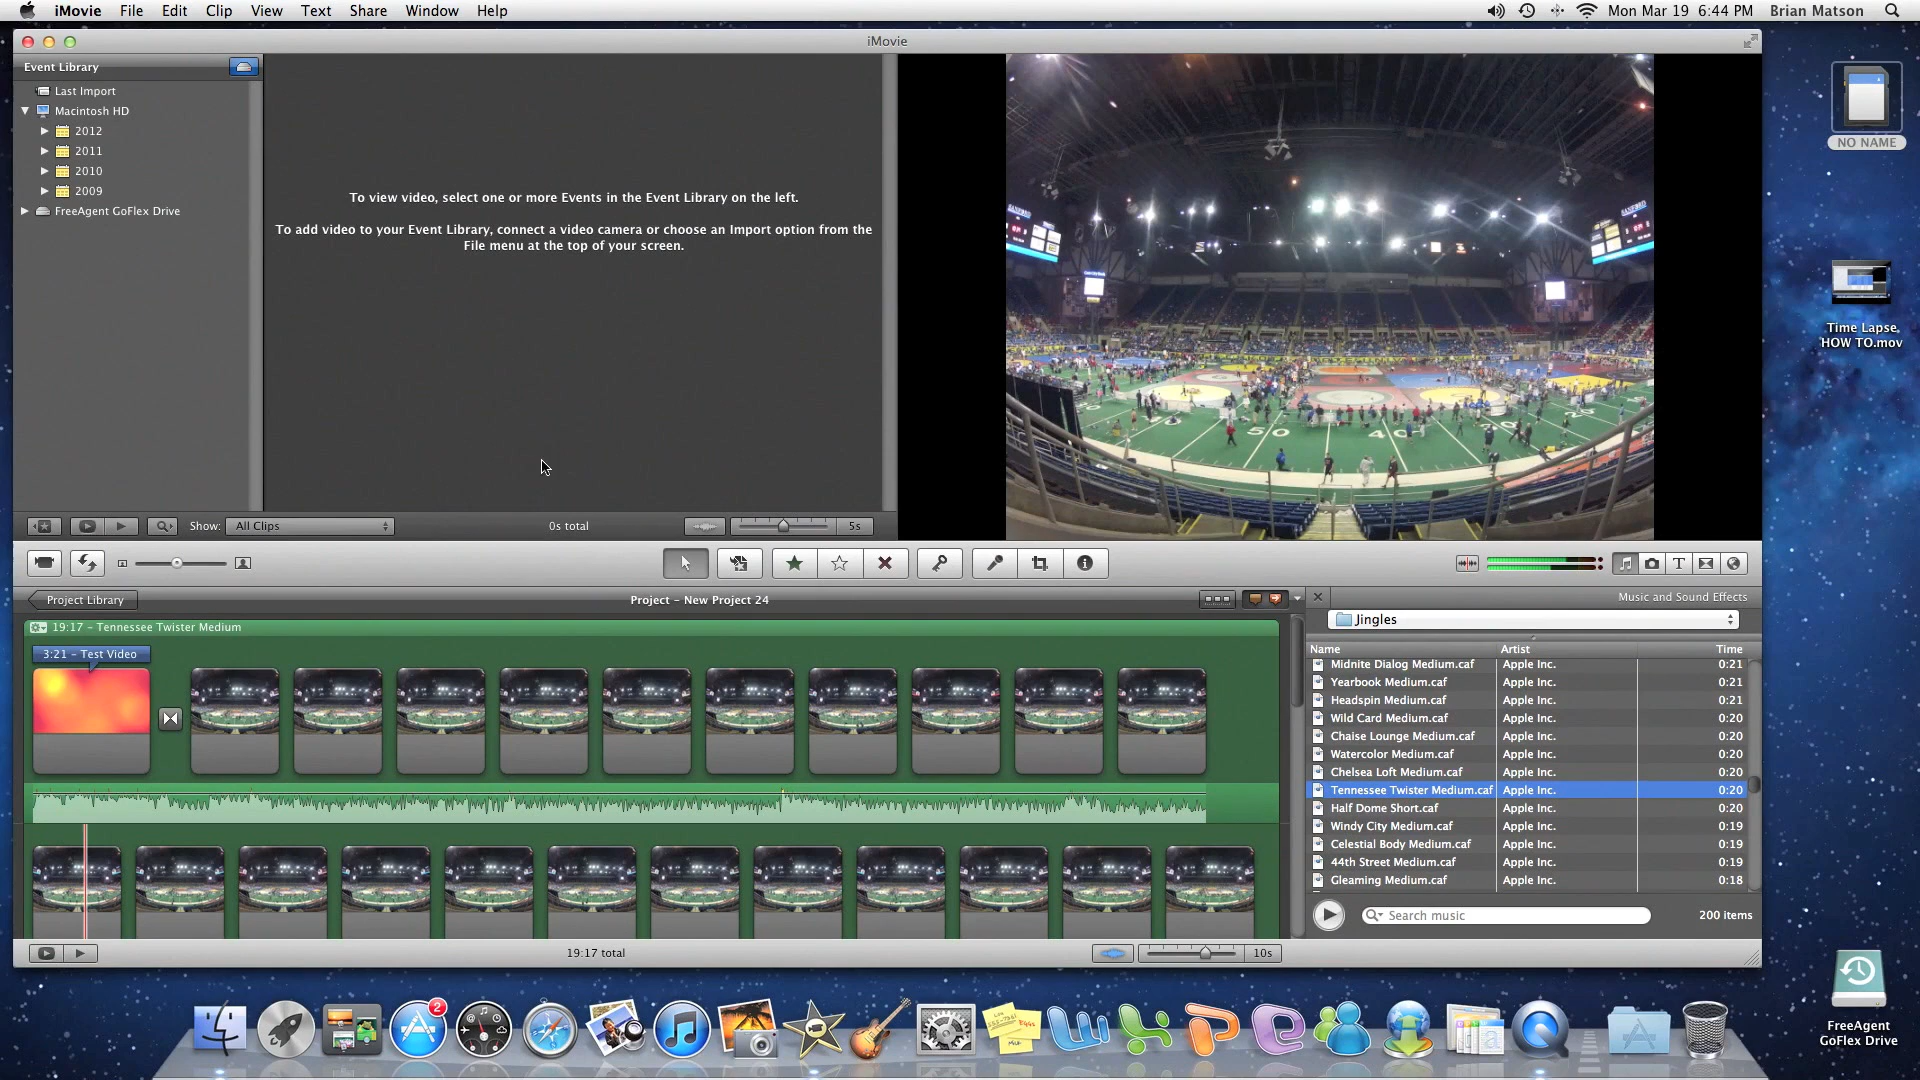 iMovie File Edit Clip View Text Share Window Help
Mon Mar 19 6:44 PM Brian Matson
iMovie
Event Library
Last Import
Macintosh HD
2012
2011
2010
2009
FreeAgent GoFlex Drive
To view video, select one or more Events in the Event Library on the left.
To add video to your Event Library, connect a video camera or choose an Import option from the
File menu at the top of your screen.
SANFORD
SANFORD
50
40
NO NAME
Time Lapse
HOW TO.mov
Show: All Clips
0s total
5s
Project Library
Project - New Project 24
Music and Sound Effects
Jingles
19:17 - Tennessee Twister Medium
3:21 - Test Video
Name Artist Time
Midnite Dialog Medium.caf Apple Inc. 0:21
Yearbook Medium.caf Apple Inc. 0:21
Headspin Medium.caf Apple Inc. 0:21
Wild Card Medium.caf Apple Inc. 0:20
Chaise Lounge Medium.caf Apple Inc. 0:20
Watercolor Medium.caf Apple Inc. 0:20
Chelsea Loft Medium.caf Apple Inc. 0:20
Tennessee Twister Medium.caf Apple Inc. 0:20
Half Dome Short.caf Apple Inc. 0:20
Windy City Medium.caf Apple Inc. 0:19
Celestial Body Medium.caf Apple Inc. 0:19
44th Street Medium.caf Apple Inc. 0:19
Gleaming Medium.caf Apple Inc. 0:18
Search music
200 items
19:17 total
10s
2
FreeAgent
GoFlex Drive